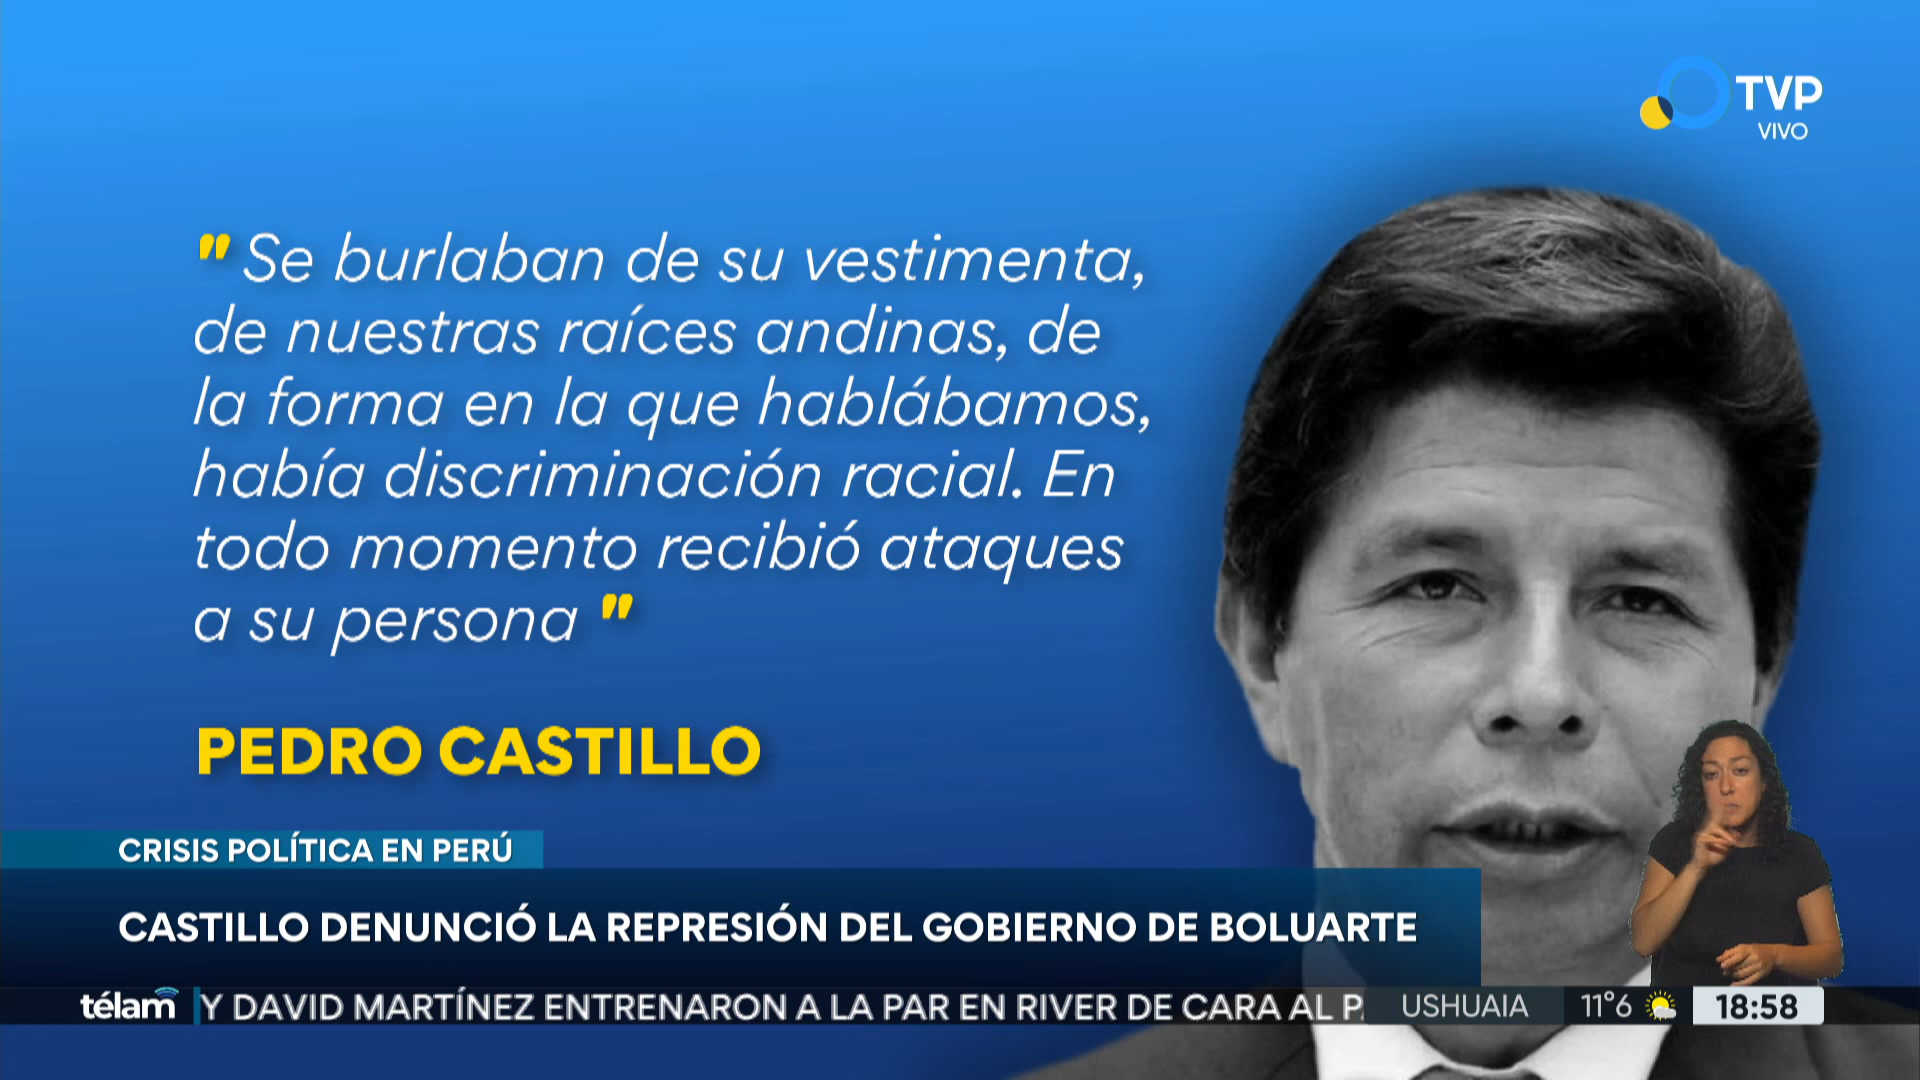 TVP
VIVO
" Se burlaban de su vestimenta,
de nuestras raíces andinas, de
la forma en la que hablábamos,
había discriminación racial. En
todo momento recibió ataques
a su persona "
PEDRO CASTILLO
CRISIS POLÍTICA EN PERÚ
CASTILLO DENUNCIÓ LA REPRESIÓN DEL GOBIERNO DE BOLUARTE
télam Y DAVID MARTÍNEZ ENTRENARON A LA PAR EN RIVER DE CARA AL USHUAIA 11°6 18:58